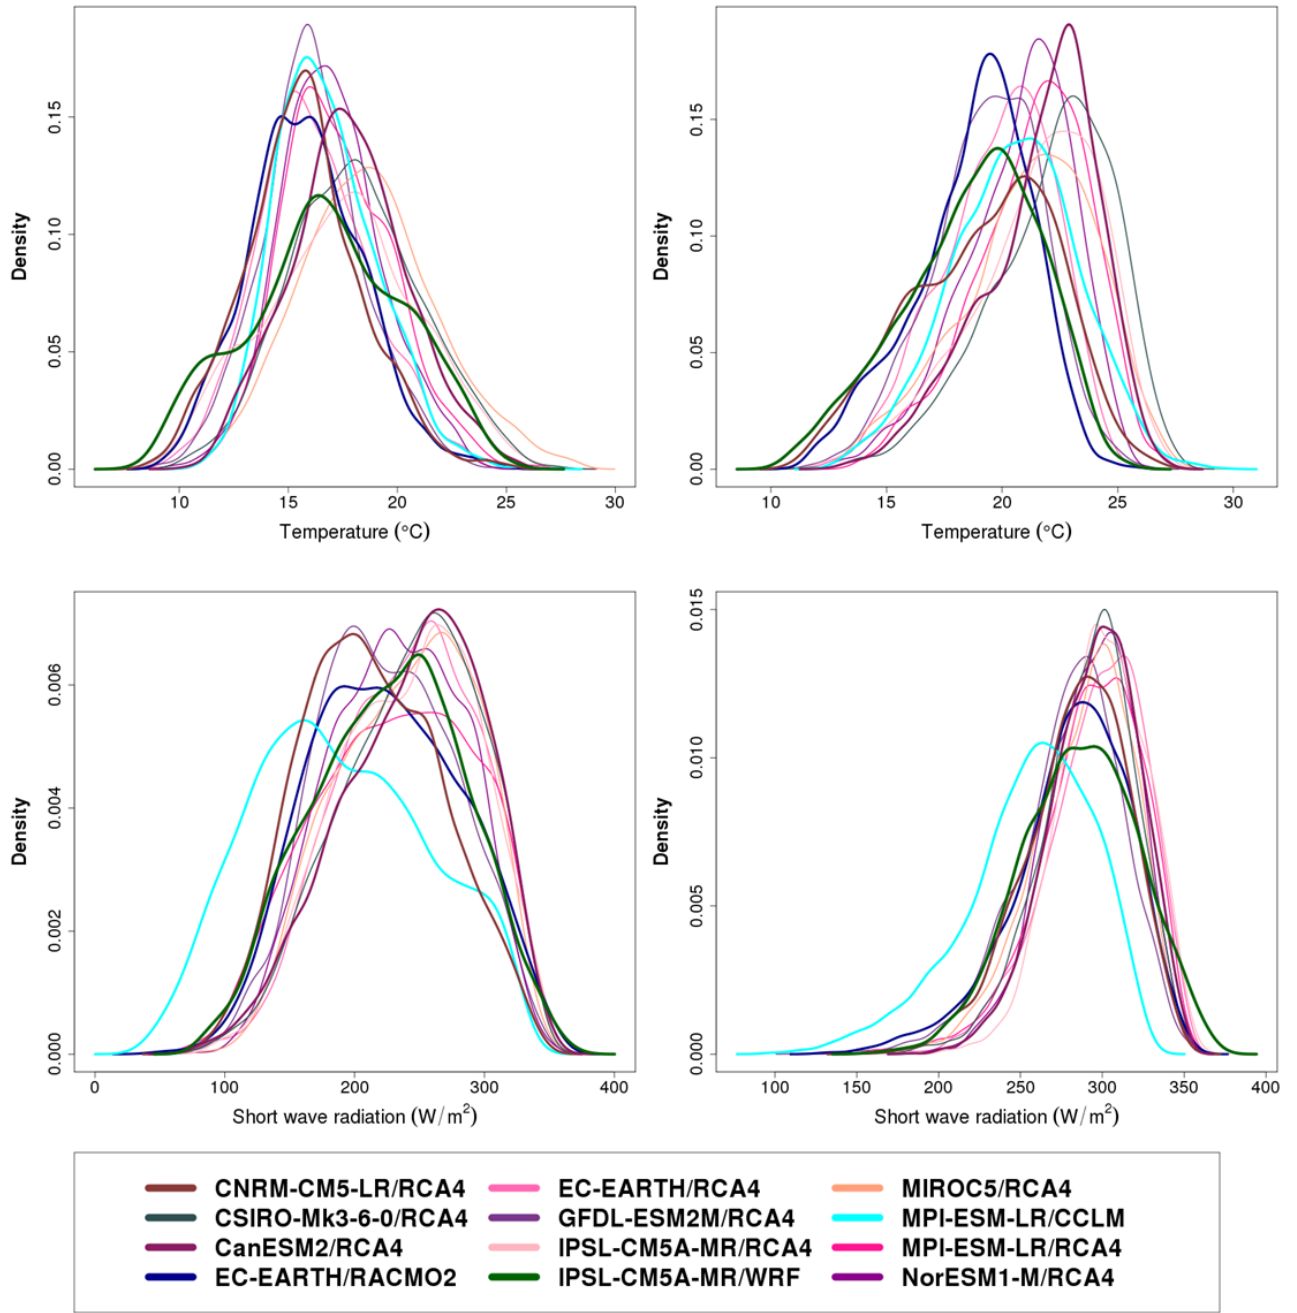 Density
0.00 0.05 0.10 0.15
10 15 20 25 30
Temperature (°C)
Density
0.00 0.05 0.10 0.15
10 15 20 25 30
Temperature (°C)
Density
0.000 0.002 0.004 0.006
0 100 200 300 400
Short wave radiation (W/m²)
Density
0.000 0.005 0.010 0.015
100 150 200 250 300 350 400
Short wave radiation (W/m²)
CNRM-CM5-LR/RCA4
CSIRO-Mk3-6-0/RCA4
CanESM2/RCA4
EC-EARTH/RACMO2
EC-EARTH/RCA4
GFDL-ESM2M/RCA4
IPSL-CM5A-MR/RCA4
IPSL-CM5A-MR/WRF
MIROC5/RCA4
MPI-ESM-LR/CCLM
MPI-ESM-LR/RCA4
NorESM1-M/RCA4